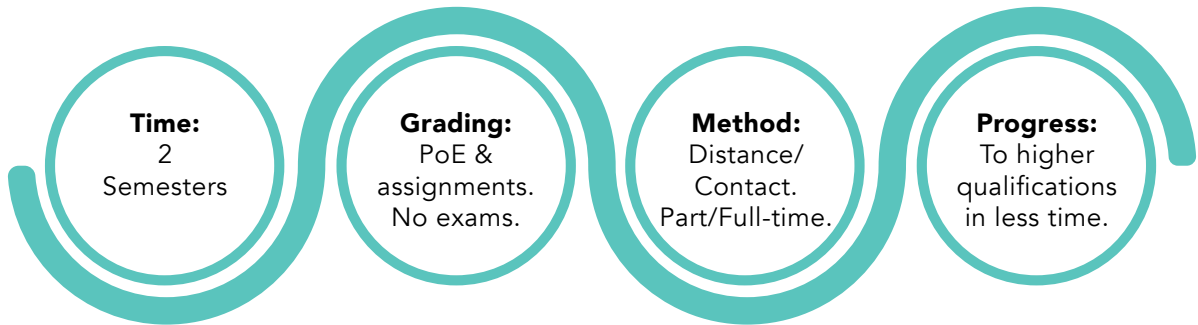 Time:
2
Semesters
Grading:
PoE &
assignments.
No exams.
Method:
Distance/
Contact.
Part/Full-time.
Progress:
To higher
qualifications
in less time.